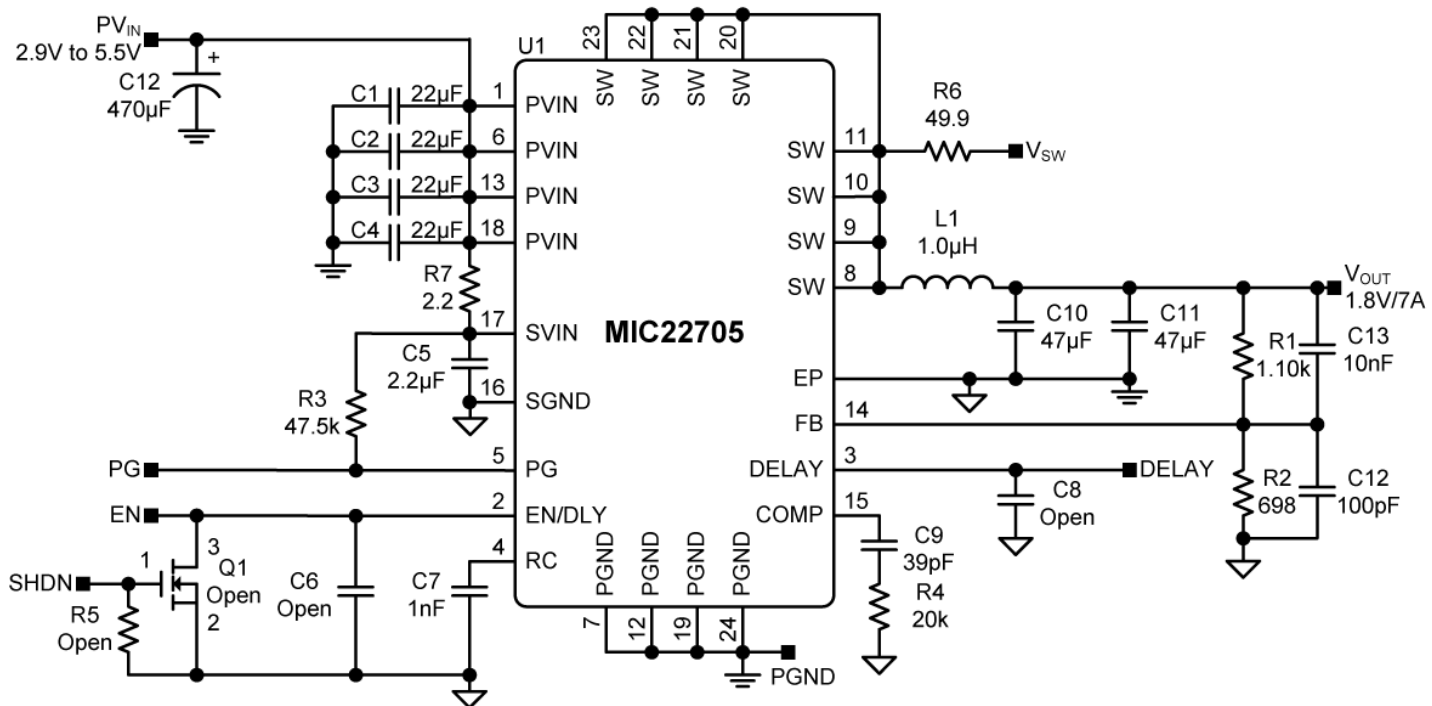 PVIN
2.9V to 5.5V
C12
470µF
+
C1 22µF
C2 22µF
C3 22µF
C4 22µF
R7
2.2
C5
2.2µF
R3
47.5k
PG
EN
SHDN
R5
Open
1
3
Q1
Open
2
C6
Open
C7
1nF
U1
23
22
21
20
SW
SW
SW
SW
1 PVIN
6 PVIN
13 PVIN
18 PVIN
17 SVIN
16 SGND
5 PG
2 EN/DLY
4 RC
MIC22705
SW 11
SW 10
SW 9
SW 8
EP
FB 14
DELAY 3
COMP 15
PGND
PGND
PGND
PGND
7
12
19
24
PGND
R6
49.9
VSW
L1
1.0µH
VOUT
1.8V/7A
C10
47µF
C11
47µF
R1
1.10k
C13
10nF
DELAY
C8
Open
R2
698
C12
100pF
C9
39pF
R4
20k